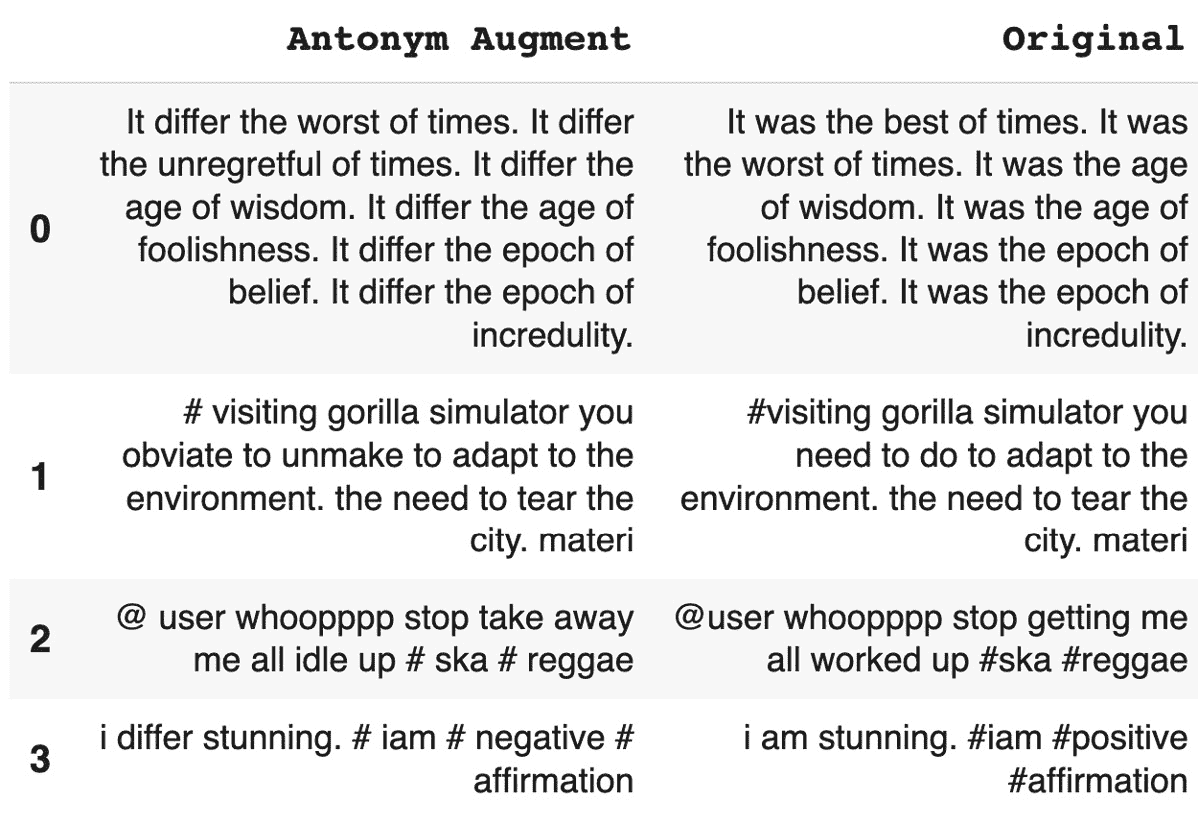 Antonym Augment Original
0
It differ the worst of times. It differ
the unregretful of times. It differ the
age of wisdom. It differ the age of
foolishness. It differ the epoch of
belief. It differ the epoch of
incredulity.
It was the best of times. It was
the worst of times. It was the age
of wisdom. It was the age of
foolishness. It was the epoch of
belief. It was the epoch of
incredulity.
1
# visiting gorilla simulator you
obviate to unmake to adapt to the
environment. the need to tear the
city. materi
#visiting gorilla simulator you
need to do to adapt to the
environment. the need to tear the
city. materi
2
@ user whoopppp stop take away
me all idle up # ska # reggae
@user whoopppp stop getting me
all worked up #ska #reggae
3
i differ stunning. # iam # negative #
affirmation
i am stunning. #iam #positive
#affirmation